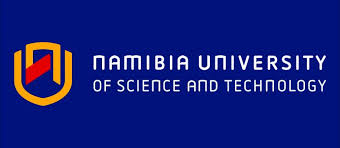 NAMIBIA UNIVERSITY
OF SCIENCE AND TECHNOLOGY